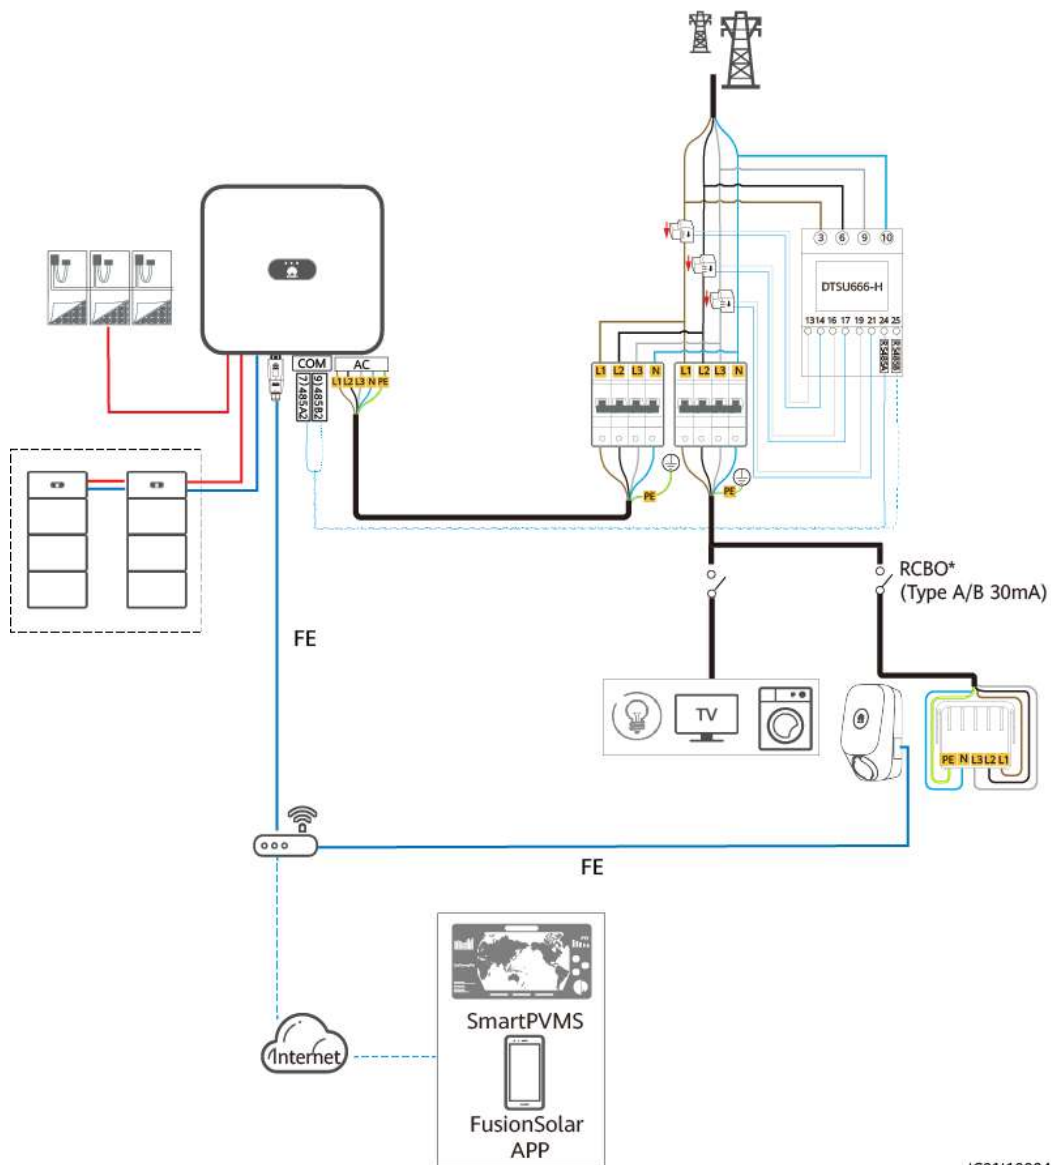 3 6 9 10
DTSU666-H
13 14 16 17 19 21 24 25
RS485A
RS485B
COM
AC
7)485A2
9)485B2
L1 L2 L3 N PE
L1 L2 L3 N
L1 L2 L3 N
PE
PE
RCBO*
(Type A/B 30mA)
FE
TV
PE N L3 L2 L1
FE
Internet
SmartPVMS
FusionSolar
APP